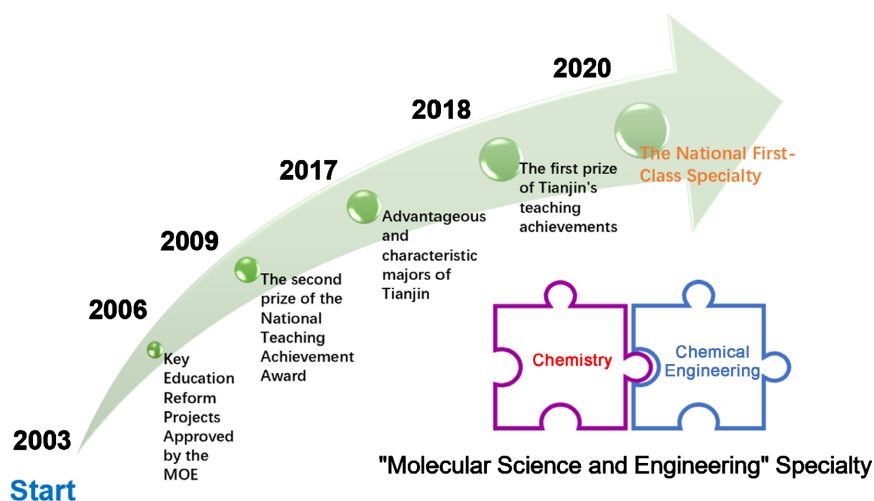 2003
Start
2006
Key
Education
Reform
Projects
Approved
by the
MOE
2009
The second
prize of the
National
Teaching
Achievement
Award
2017
Advantageous
and
characteristic
majors of
Tianjin
2018
The first prize
of Tianjin's
teaching
achievements
2020
The National First-
Class Specialty
Chemistry
Chemical
Engineering
"Molecular Science and Engineering" Specialty